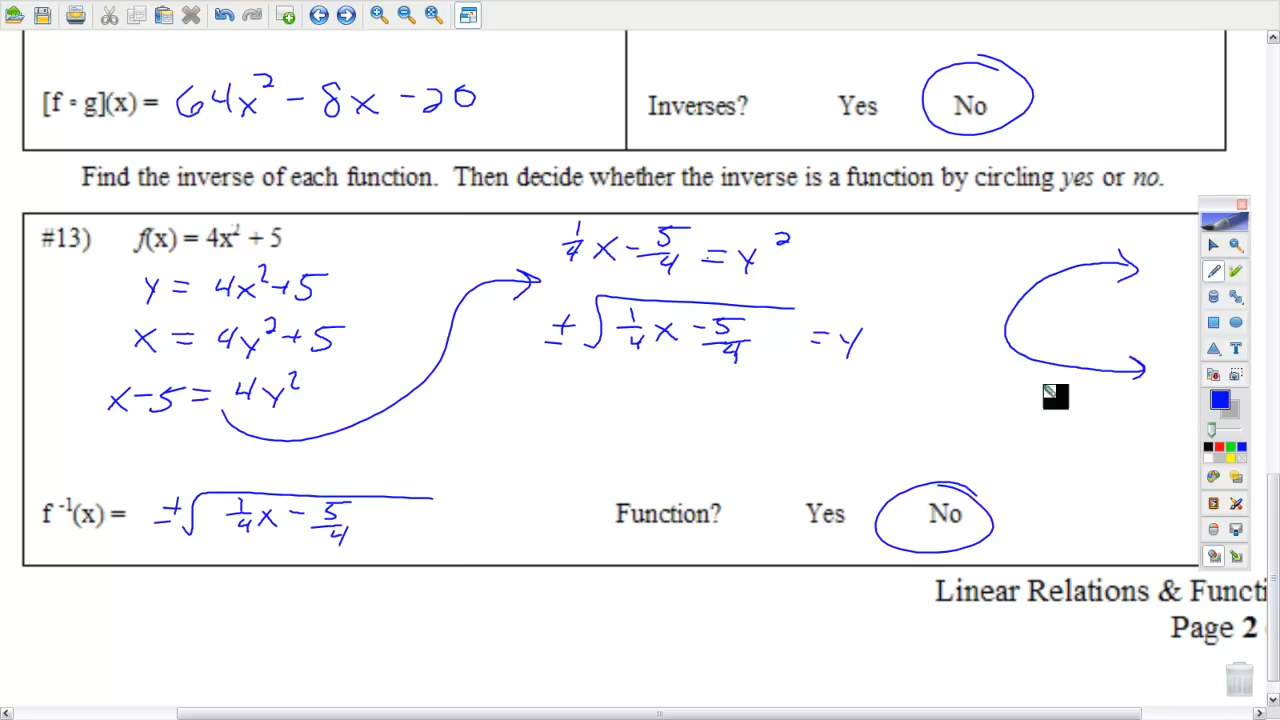 [f · g](x) = 64x² - 8x - 20
Inverses? Yes No
Find the inverse of each function. Then decide whether the inverse is a function by circling yes or no.
#13) f(x) = 4x² + 5
y = 4x² + 5
x = 4y² + 5
x - 5 = 4y²
1/4 x - 5/4 = y²
± √(1/4 x - 5/4) = y
f ⁻¹(x) = ± √(1/4 x - 5/4)
Function? Yes No
Linear Relations & Functi
Page 2